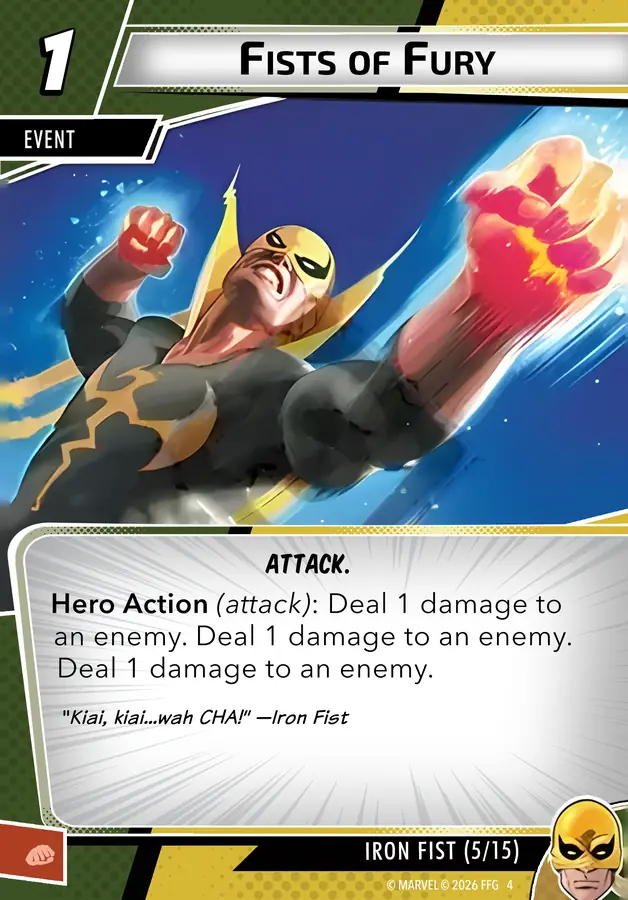 1
Fists of Fury
EVENT
ATTACK.
Hero Action (attack): Deal 1 damage to
an enemy. Deal 1 damage to an enemy.
Deal 1 damage to an enemy.
"Kiai, kiai...wah CHA!" —Iron Fist
IRON FIST (5/15)
© MARVEL © 2026 FFG 4